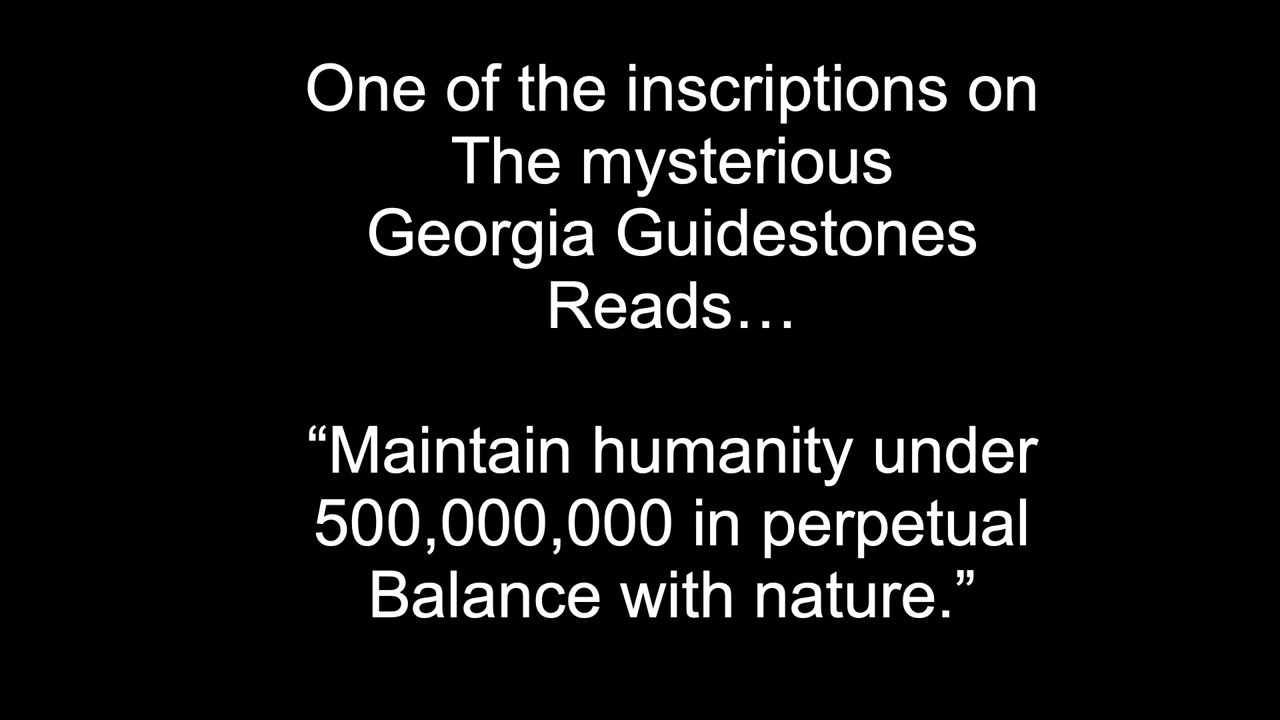 One of the inscriptions on
The mysterious
Georgia Guidestones
Reads…
“Maintain humanity under
500,000,000 in perpetual
Balance with nature.”